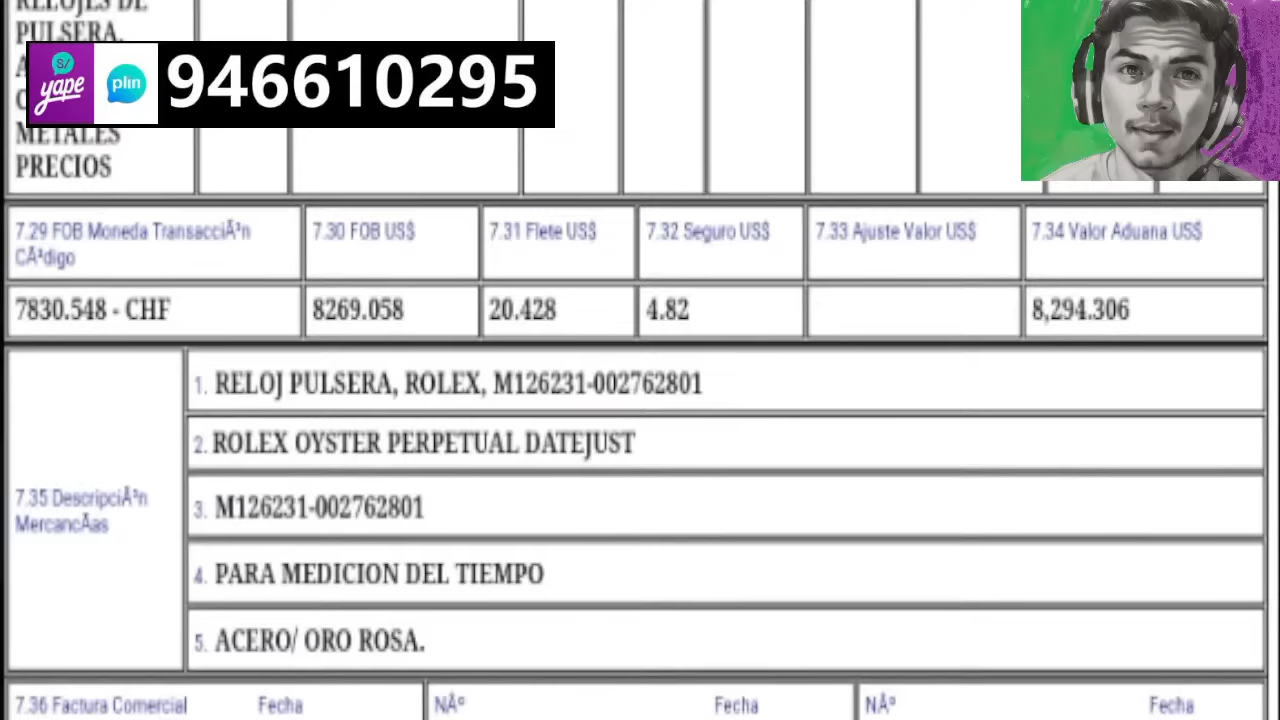 RELOJES DE
PULSERA,
S/
yape
plin
946610295
METALES
PRECIOS
7.29 FOB Moneda TransacciÃ³n
CÃ³digo
7.30 FOB US$
7.31 Flete US$
7.32 Seguro US$
7.33 Ajuste Valor US$
7.34 Valor Aduana US$
7830.548 - CHF
8269.058
20.428
4.82
8,294.306
7.35 DescripciÃ³n
MercancÃ­as
1. RELOJ PULSERA, ROLEX, M126231-002762801
2. ROLEX OYSTER PERPETUAL DATEJUST
3. M126231-002762801
4. PARA MEDICION DEL TIEMPO
5. ACERO/ ORO ROSA.
7.36 Factura Comercial
Fecha
NÂº
Fecha
NÂº
Fecha